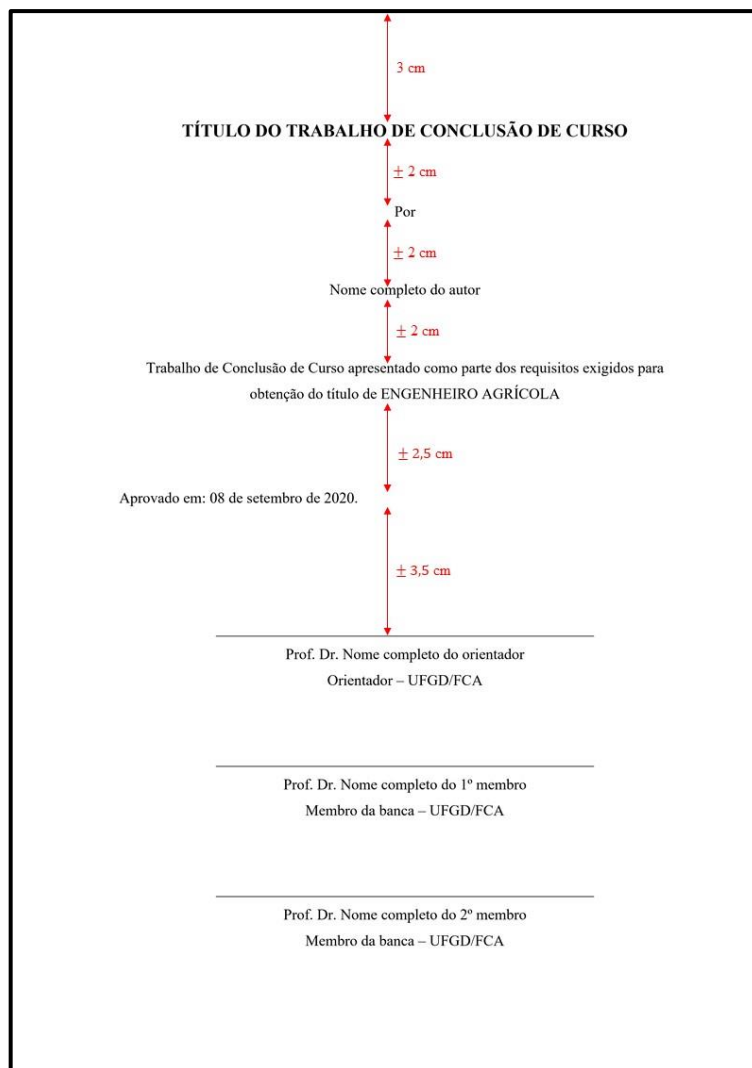 3 cm
TÍTULO DO TRABALHO DE CONCLUSÃO DE CURSO
± 2 cm
Por
± 2 cm
Nome completo do autor
± 2 cm
Trabalho de Conclusão de Curso apresentado como parte dos requisitos exigidos para
obtenção do título de ENGENHEIRO AGRÍCOLA
± 2,5 cm
Aprovado em: 08 de setembro de 2020.
± 3,5 cm
Prof. Dr. Nome completo do orientador
Orientador – UFGD/FCA
Prof. Dr. Nome completo do 1º membro
Membro da banca – UFGD/FCA
Prof. Dr. Nome completo do 2º membro
Membro da banca – UFGD/FCA